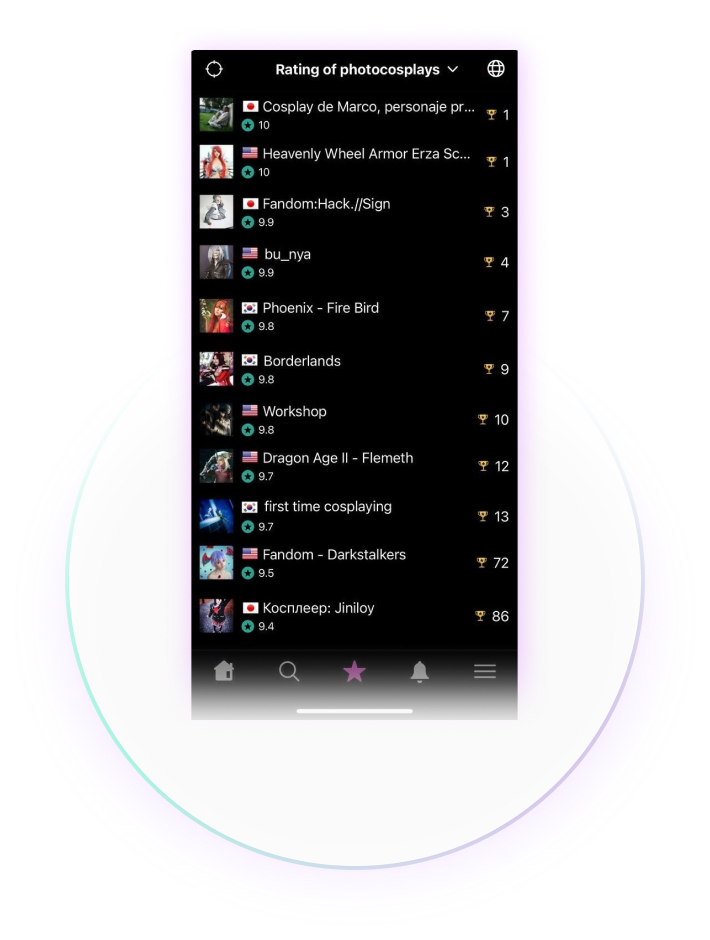 Rating of photocosplays
Cosplay de Marco, personaje pr...
1
10
Heavenly Wheel Armor Erza Sc...
1
10
Fandom:Hack.//Sign
3
9.9
bu_nya
4
9.9
Phoenix - Fire Bird
7
9.8
Borderlands
9
9.8
Workshop
10
9.8
Dragon Age II - Flemeth
12
9.7
first time cosplaying
13
9.7
Fandom - Darkstalkers
72
9.5
Косплеер: Jiniloy
86
9.4